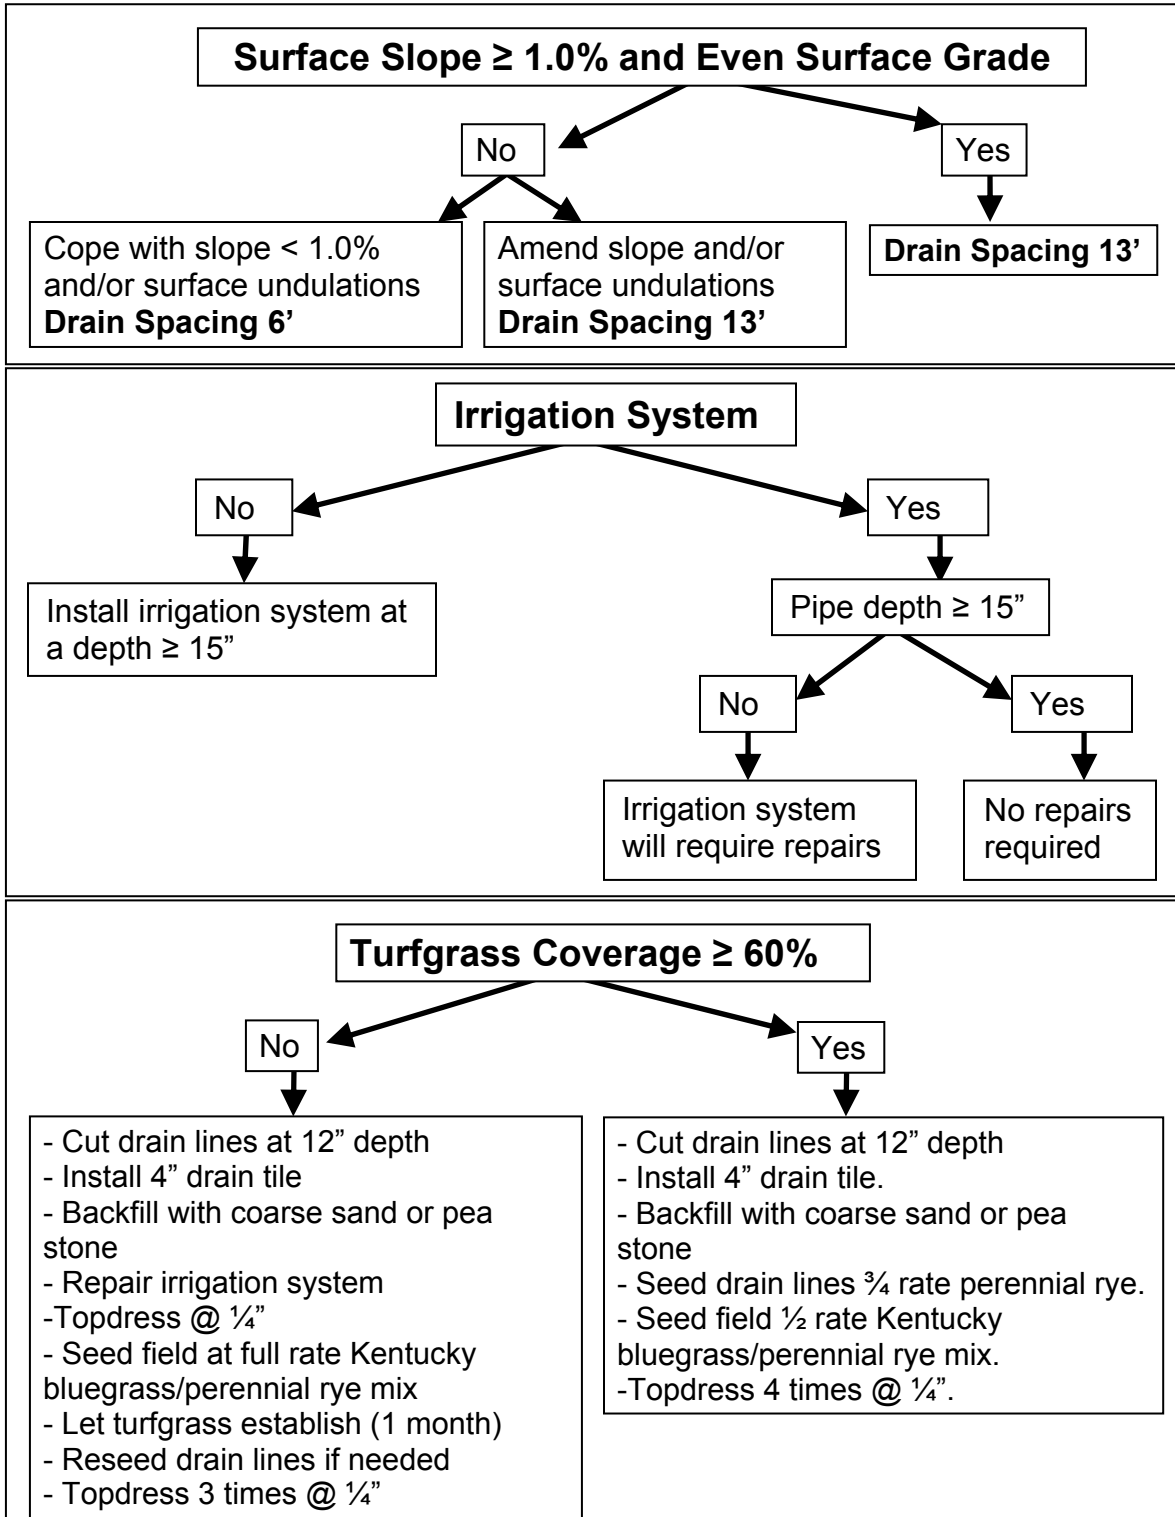 Surface Slope ≥ 1.0% and Even Surface Grade
No
Yes
Cope with slope < 1.0%
and/or surface undulations
Drain Spacing 6’
Amend slope and/or
surface undulations
Drain Spacing 13’
Drain Spacing 13’
Irrigation System
No
Yes
Install irrigation system at
a depth ≥ 15”
Pipe depth ≥ 15”
No
Yes
Irrigation system
will require repairs
No repairs
required
Turfgrass Coverage ≥ 60%
No
Yes
- Cut drain lines at 12” depth
- Install 4” drain tile
- Backfill with coarse sand or pea
stone
- Repair irrigation system
-Topdress @ ¼”
- Seed field at full rate Kentucky
bluegrass/perennial rye mix
- Let turfgrass establish (1 month)
- Reseed drain lines if needed
- Topdress 3 times @ ¼”
- Cut drain lines at 12” depth
- Install 4” drain tile.
- Backfill with coarse sand or pea
stone
- Seed drain lines ¾ rate perennial rye.
- Seed field ½ rate Kentucky
bluegrass/perennial rye mix.
-Topdress 4 times @ ¼”.